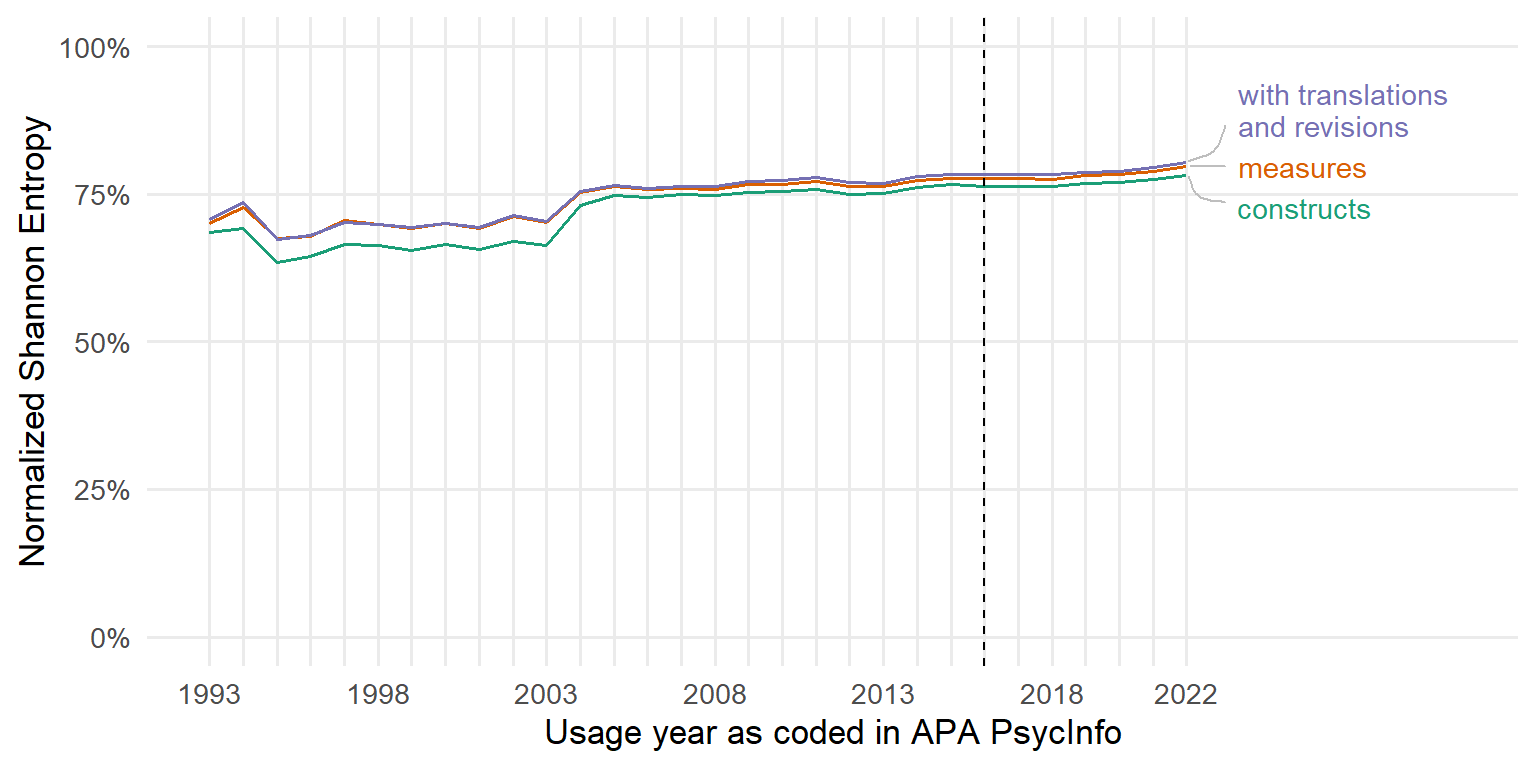 100%
75%
50%
25%
0%
Normalized Shannon Entropy
with translations
and revisions
measures
constructs
1993 1998 2003 2008 2013 2018 2022
Usage year as coded in APA PsycInfo